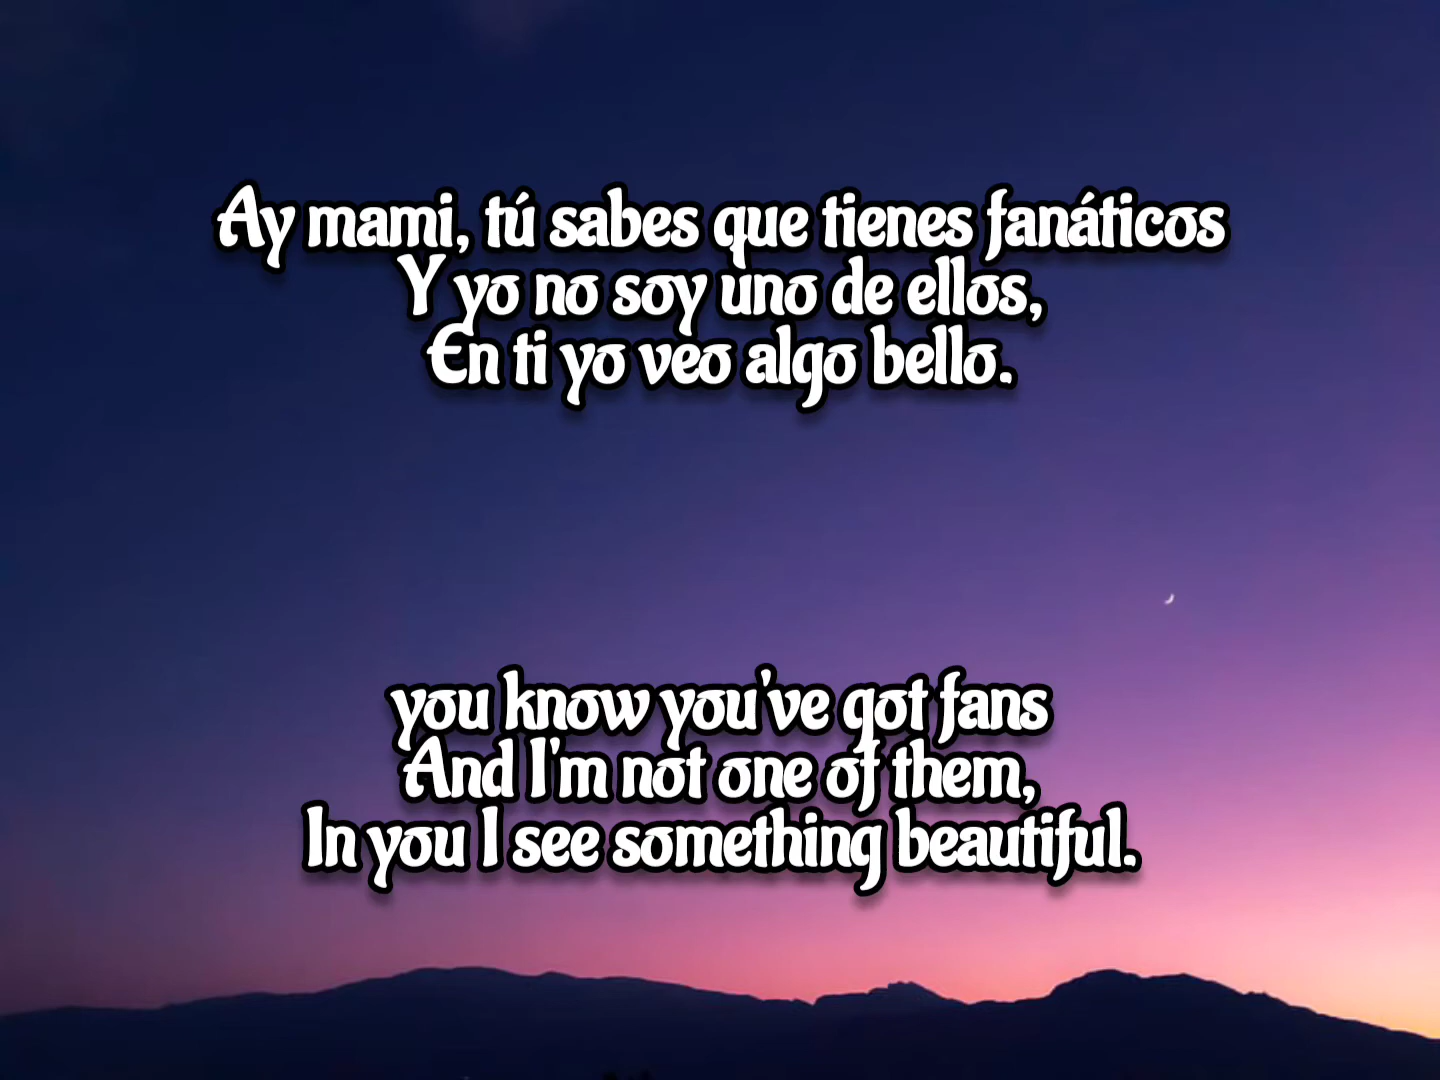 Ay mami, tú sabes que tienes fanáticos
Y yo no soy uno de ellos,
En ti yo veo algo bello.
you know you've got fans
And I'm not one of them,
In you I see something beautiful.